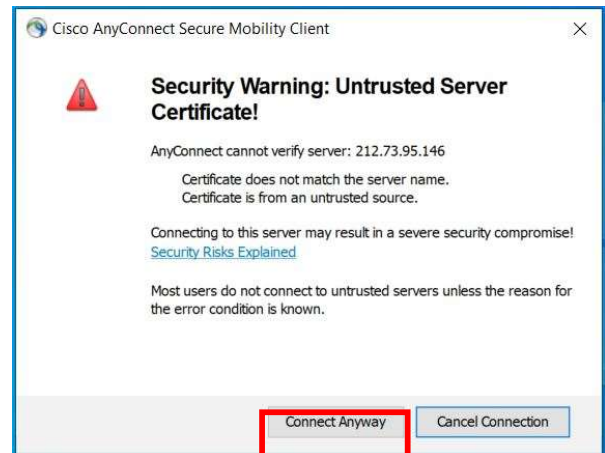 Cisco AnyConnect Secure Mobility Client
Security Warning: Untrusted Server
Certificate!
AnyConnect cannot verify server: 212.73.95.146
Certificate does not match the server name.
Certificate is from an untrusted source.
Connecting to this server may result in a severe security compromise!
Security Risks Explained
Most users do not connect to untrusted servers unless the reason for
the error condition is known.
Connect Anyway Cancel Connection